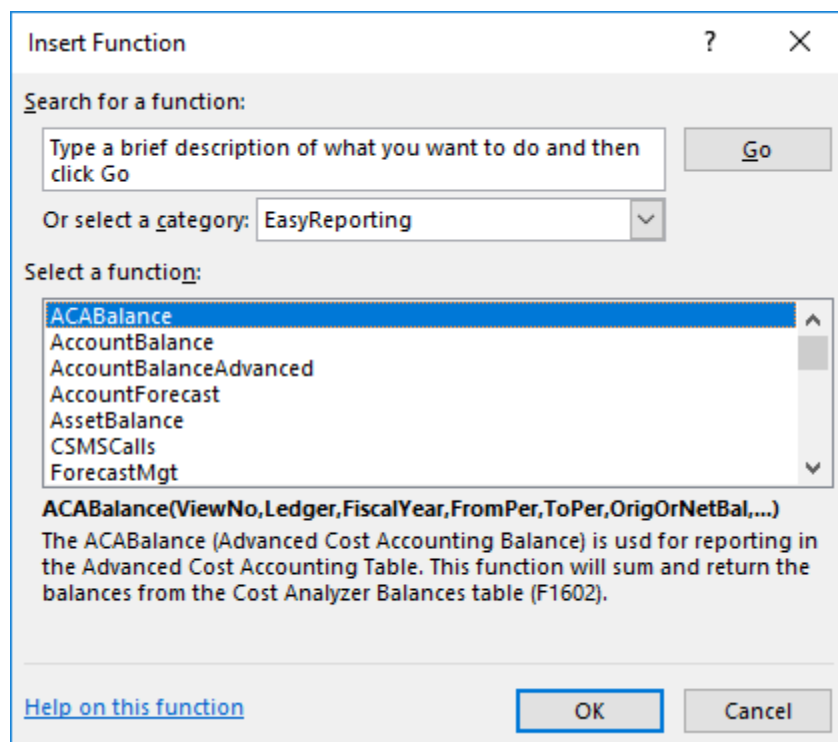 Insert Function
?
Search for a function:
Type a brief description of what you want to do and then
click Go
Go
Or select a category:
EasyReporting
Select a function:
ACABalance
AccountBalance
AccountBalanceAdvanced
AccountForecast
AssetBalance
CSMSCalls
ForecastMgt
ACABalance(ViewNo,Ledger,FiscalYear,FromPer,ToPer,OrigOrNetBal,...)
The ACABalance (Advanced Cost Accounting Balance) is usd for reporting in
the Advanced Cost Accounting Table. This function will sum and return the
balances from the Cost Analyzer Balances table (F1602).
Help on this function
OK
Cancel